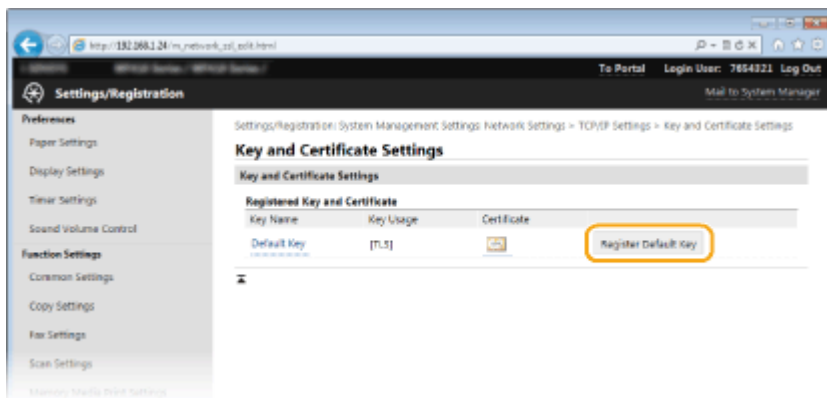 http://192.168.1.24/m_network_ssl_edit.html
To Portal Login User: 7654321 Log Out
Settings/Registration
Mail to System Manager
Preferences
Paper Settings
Display Settings
Timer Settings
Sound Volume Control
Function Settings
Common Settings
Copy Settings
Fax Settings
Scan Settings
Memory Media Print Settings
Settings/Registration: System Management Settings: Network Settings > TCP/IP Settings > Key and Certificate Settings
Key and Certificate Settings
Key and Certificate Settings
Registered Key and Certificate
Key Name Key Usage Certificate
Default Key [TLS] Register Default Key